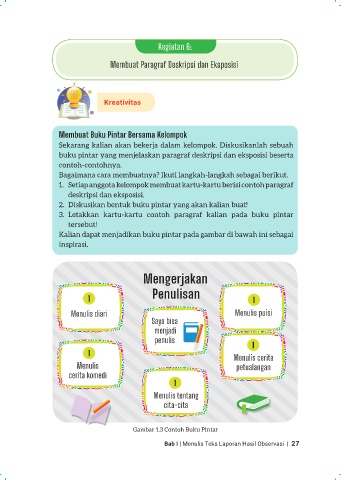 Kegiatan 6:
Membuat Paragraf Deskripsi dan Eksposisi
Kreativitas
Membuat Buku Pintar Bersama Kelompok
Sekarang kalian akan bekerja dalam kelompok. Diskusikanlah sebuah
buku pintar yang menjelaskan paragraf deskripsi dan eksposisi beserta
contoh-contohnya.
Bagaimana cara membuatnya? Ikuti langkah-langkah sebagai berikut.
1. Setiap anggota kelompok membuat kartu-kartu berisi contoh paragraf
deskripsi dan eksposisi.
2. Diskusikan bentuk buku pintar yang akan kalian buat!
3. Letakkan kartu-kartu contoh paragraf kalian pada buku pintar
tersebut!
Kalian dapat menjadikan buku pintar pada gambar di bawah ini sebagai
inspirasi.
Mengerjakan
Penulisan
1
Menulis diari
1
Menulis puisi
Saya bisa
menjadi
penulis
1
Menulis
cerita komedi
1
Menulis cerita
petualangan
1
Menulis tentang
cita-cita
Gambar 1.3 Contoh Buku Pintar
Bab I | Menulis Teks Laporan Hasil Observasi | 27